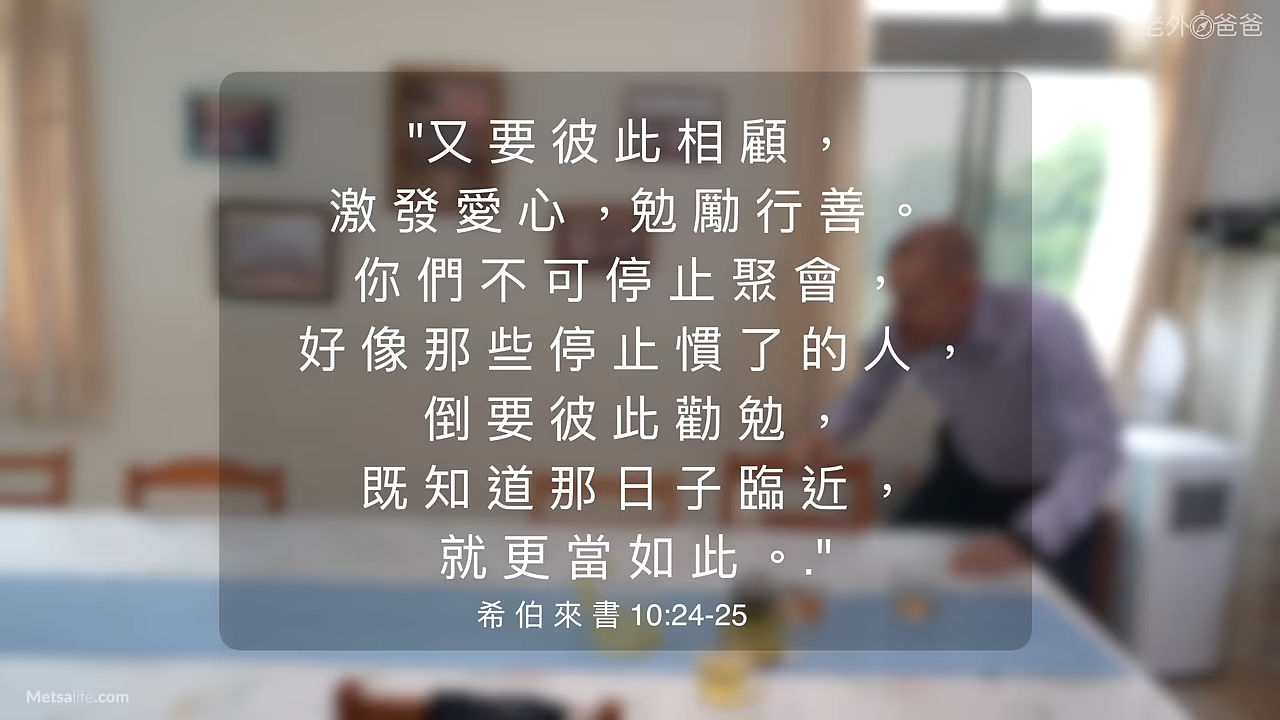 老外爸爸
"又要彼此相顧，
激發愛心，勉勵行善。
你們不可停止聚會，
好像那些停止慣了的人，
倒要彼此勸勉，
既知道那日子臨近，
就更當如此。."
希伯來書 10:24-25
Metsalife.com